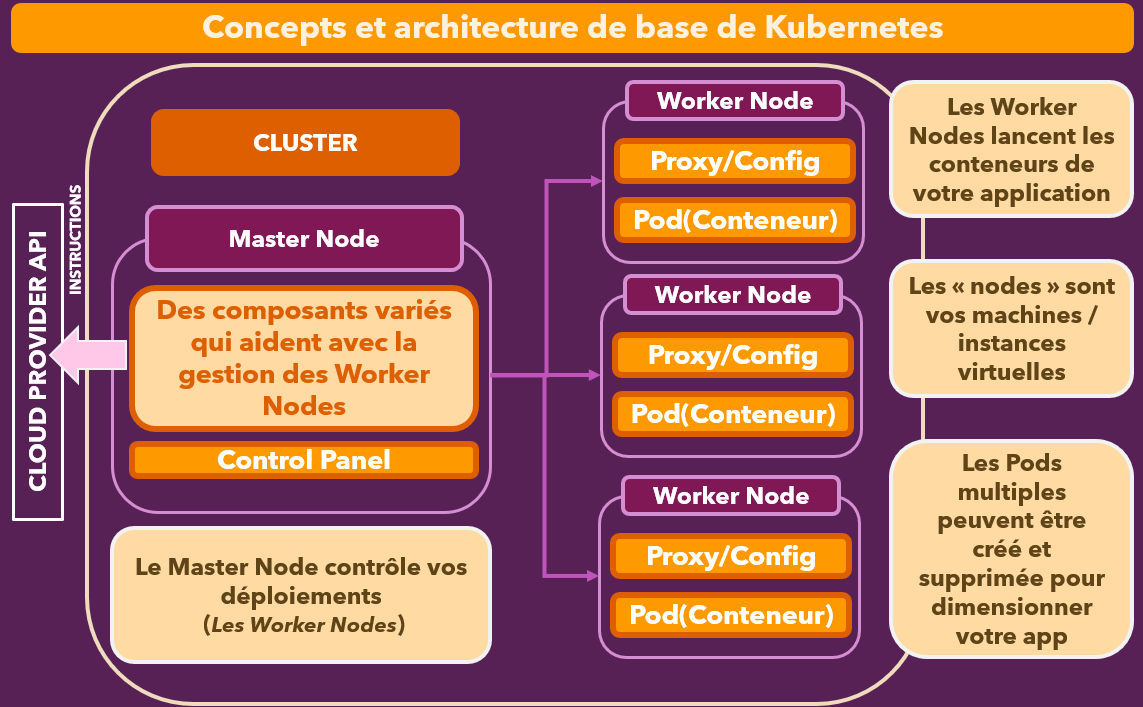 Concepts et architecture de base de Kubernetes
CLUSTER
INSTRUCTIONS
CLOUD PROVIDER API
Master Node
Des composants variés
qui aident avec la
gestion des Worker
Nodes
Control Panel
Le Master Node contrôle vos
déploiements
(Les Worker Nodes)
Worker Node
Proxy/Config
Pod(Conteneur)
Worker Node
Proxy/Config
Pod(Conteneur)
Worker Node
Proxy/Config
Pod(Conteneur)
Les Worker
Nodes lancent les
conteneurs de
votre application
Les « nodes » sont
vos machines /
instances
virtuelles
Les Pods
multiples
peuvent être
créé et
supprimée pour
dimensionner
votre app